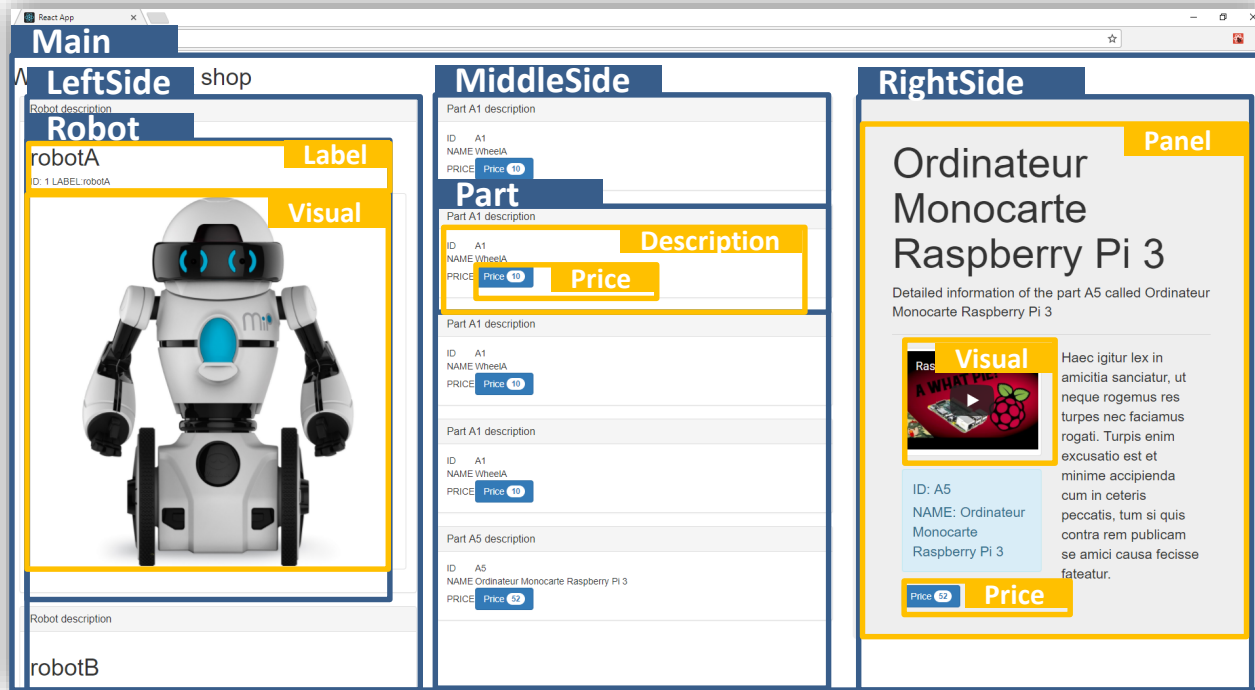 React App
Main
W
shop
LeftSide
Robot description
Robot
robotA
Label
ID: 1 LABEL:robotA
Visual
mip
Robot description
robotB
MiddleSide
Part A1 description
ID A1
NAME WheelA
PRICE Price 10
Part
Part A1 description
Description
ID A1
NAME WheelA
PRICE Price 10
Price
Part A1 description
ID A1
NAME WheelA
PRICE Price 10
Part A1 description
ID A1
NAME WheelA
PRICE Price 10
Part A5 description
ID A5
NAME Ordinateur Monocarte Raspberry Pi 3
PRICE Price 52
RightSide
Panel
Ordinateur
Monocarte
Raspberry Pi 3
Detailed information of the part A5 called Ordinateur
Monocarte Raspberry Pi 3
Visual
Ras
A WHAT PIE?
ID: A5
NAME: Ordinateur
Monocarte
Raspberry Pi 3
Price 52
Price
Haec igitur lex in
amicitia sanciatur, ut
neque rogemus res
turpes nec faciamus
rogati. Turpis enim
excusatio est et
minime accipienda
cum in ceteris
peccatis, tum si quis
contra rem publicam
se amici causa fecisse
fateatur.